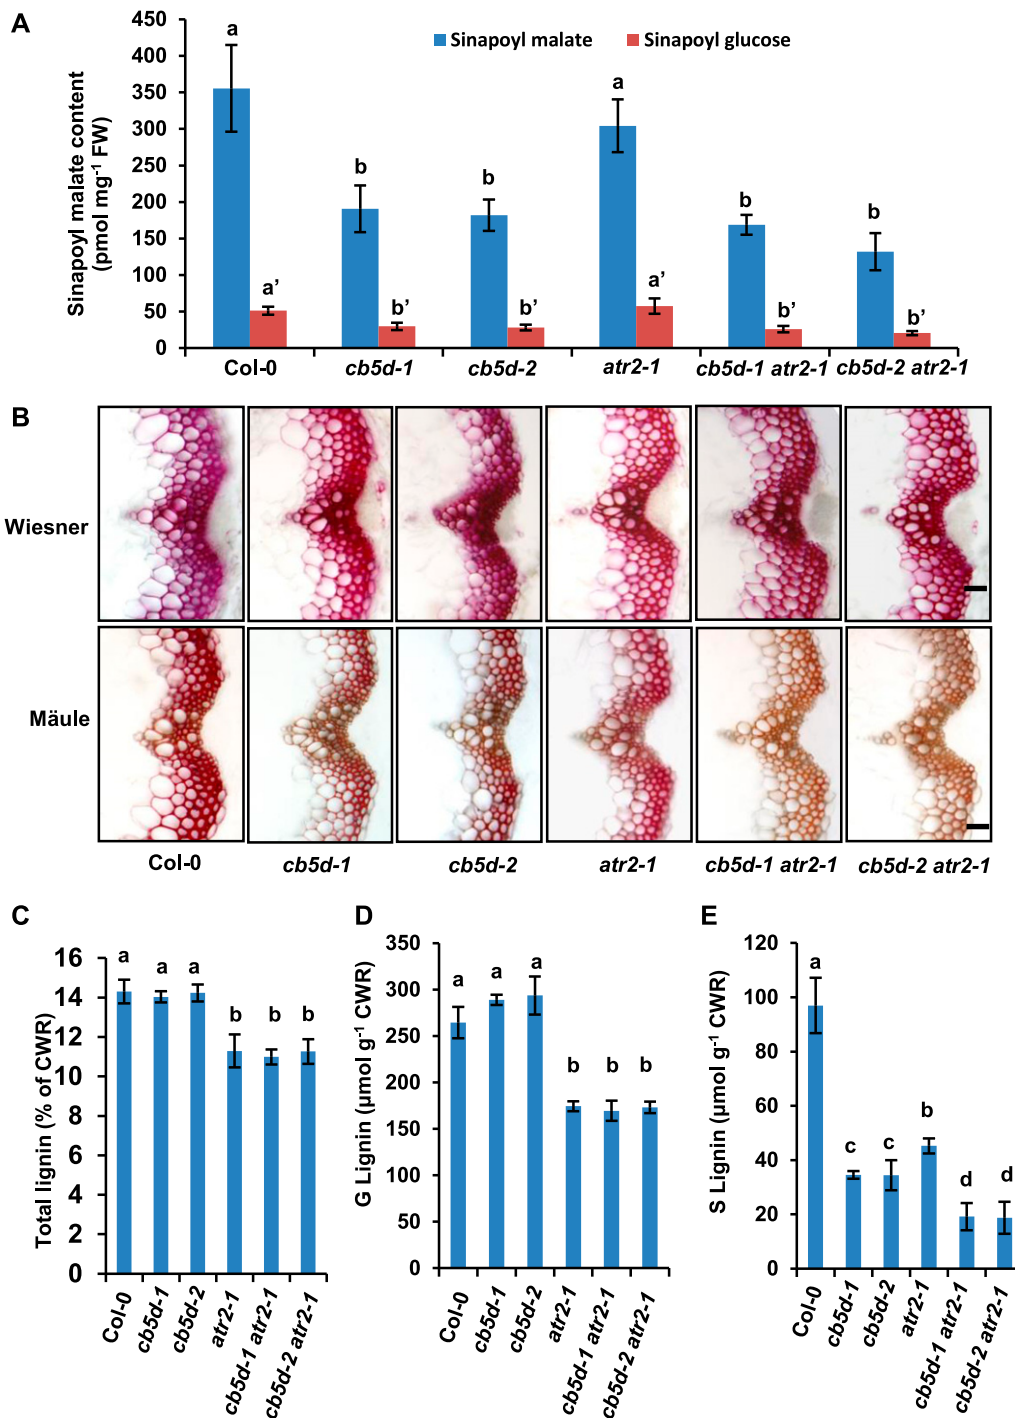 A
450
400
350
300
250
200
150
100
50
0
Sinapoyl malate content
(pmol mg⁻¹ FW)
Sinapoyl malate
Sinapoyl glucose
a
a’
b
b’
b
b’
a
a’
b
b’
b
b’
Col-0
cb5d-1
cb5d-2
atr2-1
cb5d-1 atr2-1
cb5d-2 atr2-1
B
Wiesner
Mäule
Col-0
cb5d-1
cb5d-2
atr2-1
cb5d-1 atr2-1
cb5d-2 atr2-1
C
Total lignin (% of CWR)
16
14
12
10
8
6
4
2
0
a
a
a
b
b
b
Col-0
cb5d-1
cb5d-2
atr2-1
cb5d-1 atr2-1
cb5d-2 atr2-1
D
G Lignin (µmol g⁻¹ CWR)
350
300
250
200
150
100
50
0
a
a
a
b
b
b
Col-0
cb5d-1
cb5d-2
atr2-1
cb5d-1 atr2-1
cb5d-2 atr2-1
E
S Lignin (µmol g⁻¹ CWR)
120
100
80
60
40
20
0
a
c
c
b
d
d
Col-0
cb5d-1
cb5d-2
atr2-1
cb5d-1 atr2-1
cb5d-2 atr2-1